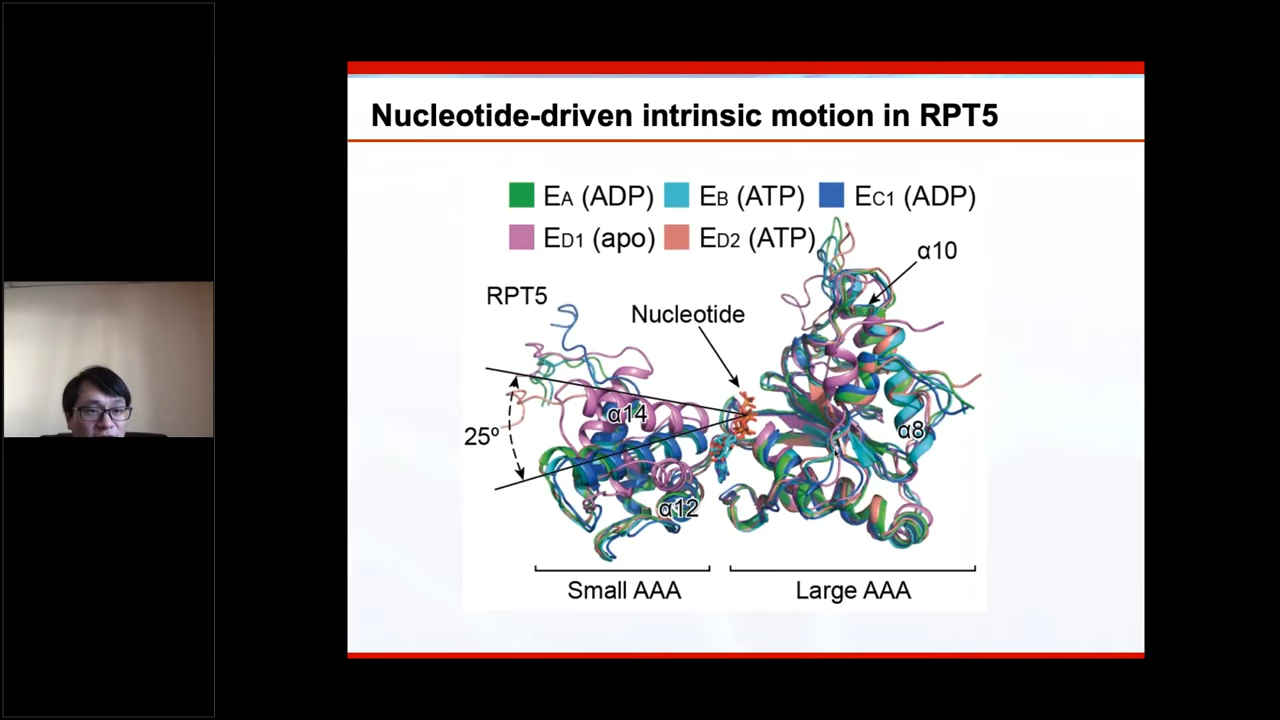 Nucleotide-driven intrinsic motion in RPT5
EA (ADP) EB (ATP) EC1 (ADP)
ED1 (apo) ED2 (ATP)
α10
RPT5
Nucleotide
α14
25º
α8
α12
Small AAA
Large AAA